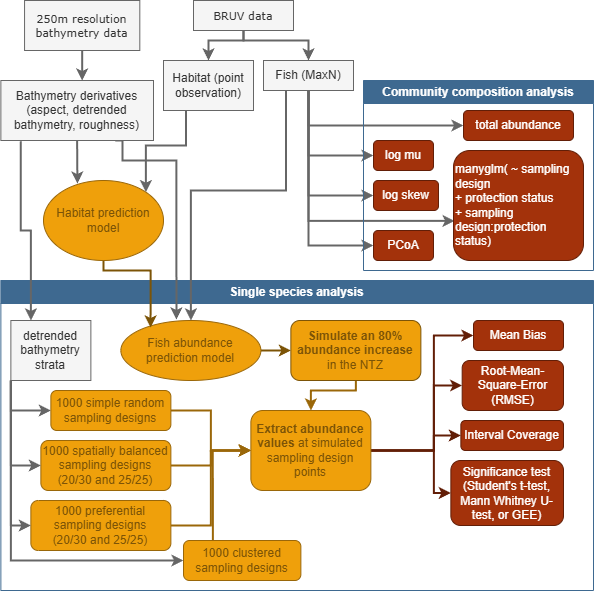 250m resolution
bathymetry data
BRUV data
Bathymetry derivatives
(aspect, detrended
bathymetry, roughness)
Habitat (point
observation)
Fish (MaxN)
Community composition analysis
total abundance
log mu
log skew
PCoA
manyglm( ~ sampling
design
+ protection status
+ sampling
design:protection
status)
Habitat prediction
model
Single species analysis
detrended
bathymetry
strata
Fish abundance
prediction model
Simulate an 80%
abundance increase
in the NTZ
Mean Bias
Root-Mean-
Square-Error
(RMSE)
Interval Coverage
Significance test
(Student's t-test,
Mann Whitney U-
test, or GEE)
1000 simple random
sampling designs
1000 spatially balanced
sampling designs
(20/30 and 25/25)
1000 preferential
sampling designs
(20/30 and 25/25)
1000 clustered
sampling designs
Extract abundance
values at simulated
sampling design
points